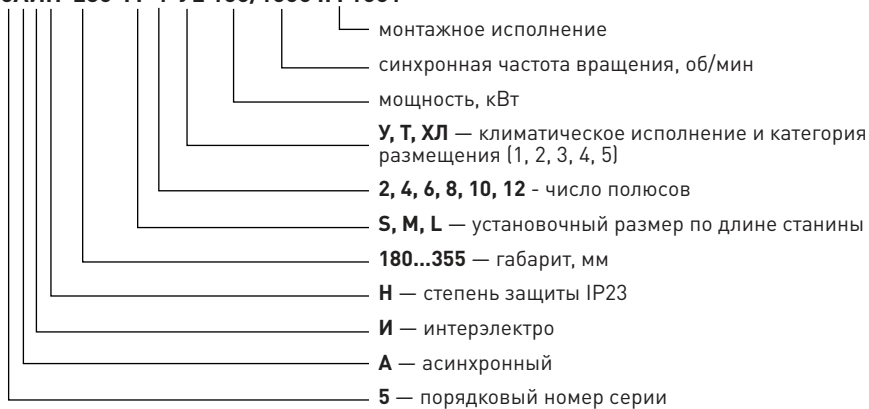 монтажное исполнение
синхронная частота вращения, об/мин
мощность, кВт
У, Т, ХЛ — климатическое исполнение и категория
размещения (1, 2, 3, 4, 5)
2, 4, 6, 8, 10, 12 - число полюсов
S, M, L — установочный размер по длине станины
180...355 — габарит, мм
Н — степень защиты IP23
И — интерэлектро
А — асинхронный
5 — порядковый номер серии